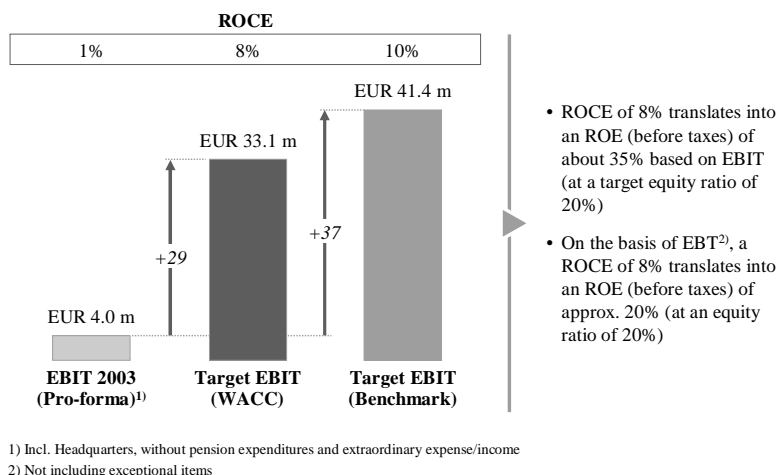 ROCE
1% 8% 10%
EUR 41.4 m
EUR 33.1 m
+37
+29
EUR 4.0 m
EBIT 2003 (Pro-forma)1)
Target EBIT (WACC)
Target EBIT (Benchmark)
• ROCE of 8% translates into
an ROE (before taxes) of
about 35% based on EBIT
(at a target equity ratio of
20%)
• On the basis of EBT2), a
ROCE of 8% translates into
an ROE (before taxes) of
approx. 20% (at an equity
ratio of 20%)
1) Incl. Headquarters, without pension expenditures and extraordinary expense/income
2) Not including exceptional items